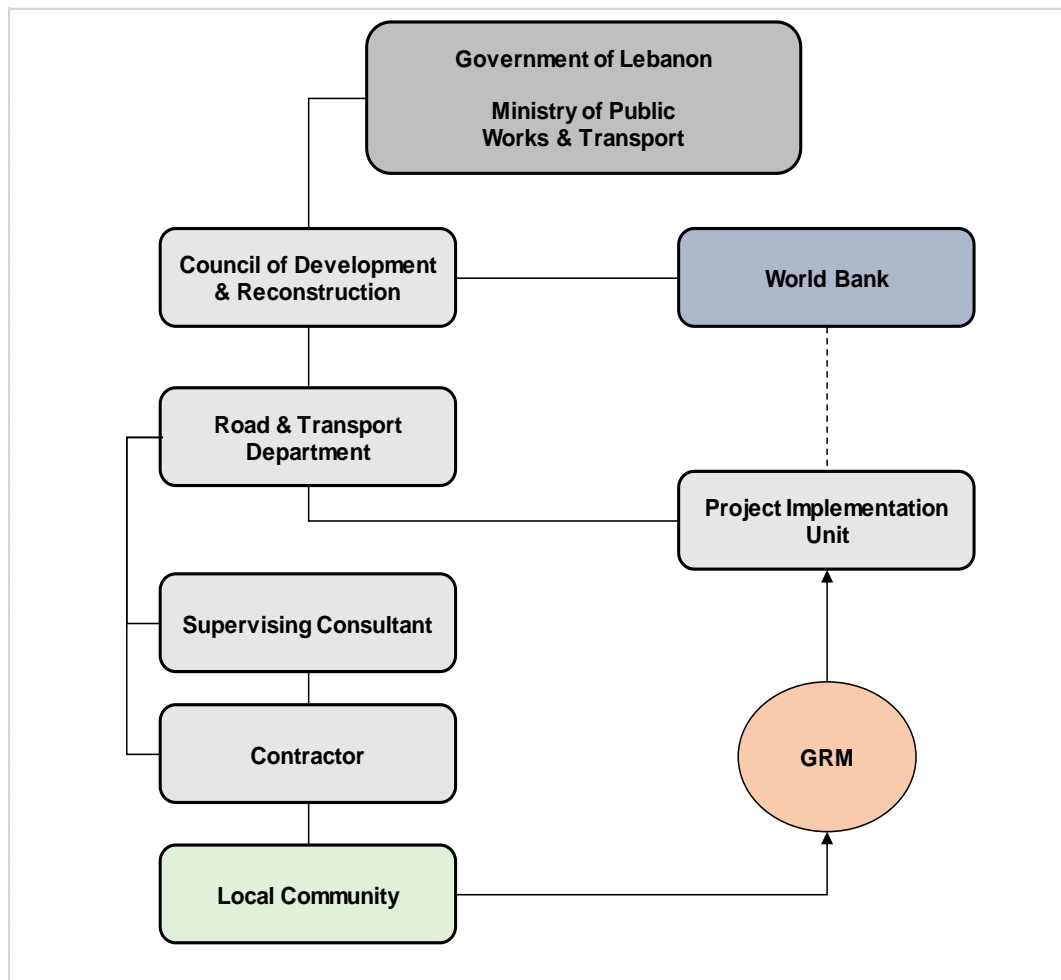 Government of Lebanon
Ministry of Public
Works & Transport
Council of Development
& Reconstruction
World Bank
Road & Transport
Department
Project Implementation
Unit
Supervising Consultant
Contractor
GRM
Local Community